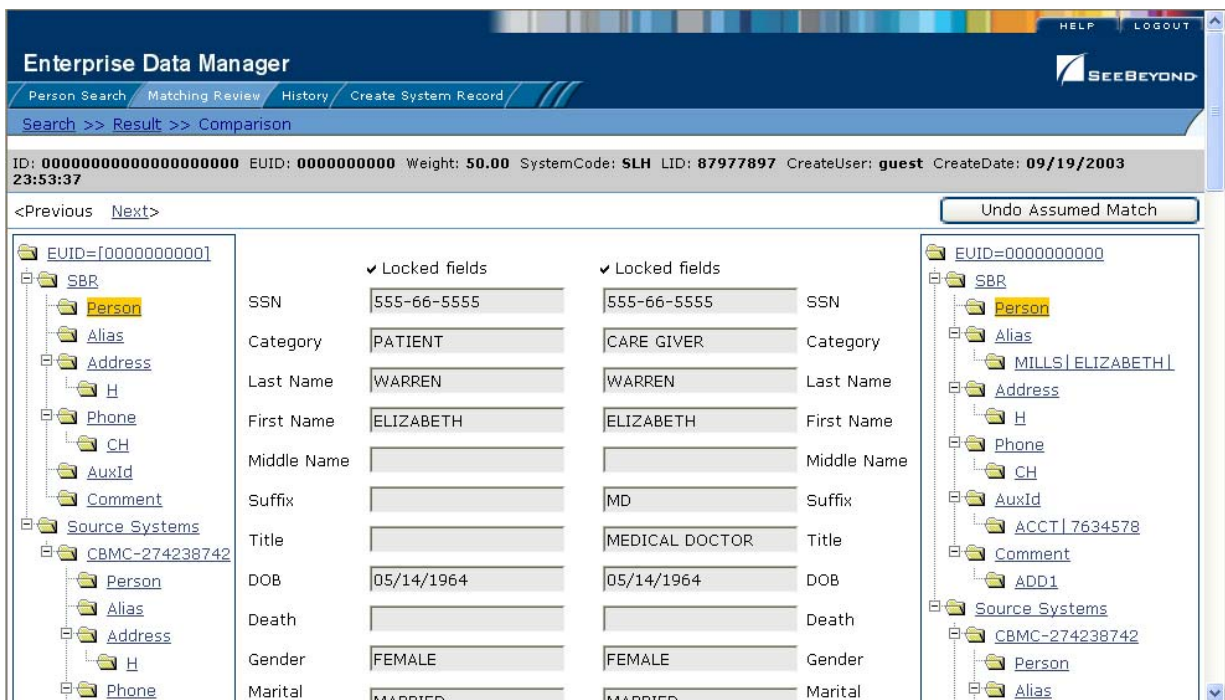 HELP LOGOUT
Enterprise Data Manager
SEEBEYOND
Person Search Matching Review History Create System Record
Search >> Result >> Comparison
ID: 00000000000000000000 EUID: 0000000000 Weight: 50.00 SystemCode: SLH LID: 87977897 CreateUser: guest CreateDate: 09/19/2003
23:53:37
<Previous Next>
Undo Assumed Match
EUID=[0000000000]
SBR
Person
Alias
Address
H
Phone
CH
AuxId
Comment
Source Systems
CBMC-274238742
Person
Alias
Address
H
Phone
Locked fields Locked fields
SSN 555-66-5555 555-66-5555 SSN
Category PATIENT CARE GIVER Category
Last Name WARREN WARREN Last Name
First Name ELIZABETH ELIZABETH First Name
Middle Name Middle Name
Suffix MD Suffix
Title MEDICAL DOCTOR Title
DOB 05/14/1964 05/14/1964 DOB
Death Death
Gender FEMALE FEMALE Gender
Marital MARRIED MARRIED Marital
EUID=0000000000
SBR
Person
Alias
MILLS|ELIZABETH|
Address
H
Phone
CH
AuxId
ACCT|7634578
Comment
ADD1
Source Systems
CBMC-274238742
Person
Alias